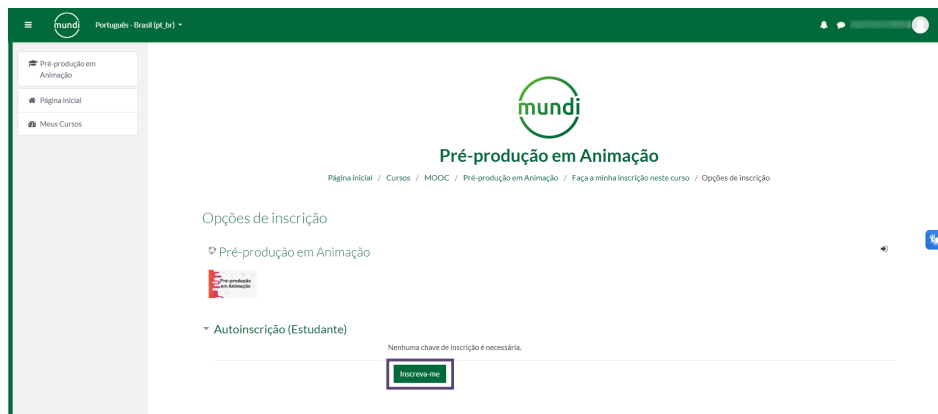 mundi
Português - Brasil (pt_br)
Pré-produção em
Animação
Página inicial
Meus Cursos
mundi
Pré-produção em Animação
Página inicial / Cursos / MOOC / Pré-produção em Animação / Faça a minha inscrição neste curso / Opções de inscrição
Opções de inscrição
Pré-produção em Animação
Pré-produção
em Animação
Autoinscrição (Estudante)
Nenhuma chave de inscrição é necessária.
Inscreva-me